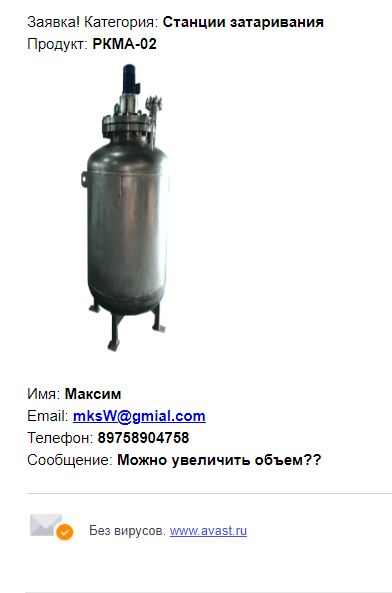 Заявка! Категория: Станции затаривания
Продукт: РКМА-02
Имя: Максим
Email: mksW@gmial.com
Телефон: 89758904758
Сообщение: Можно увеличить объем??
Без вирусов. www.avast.ru